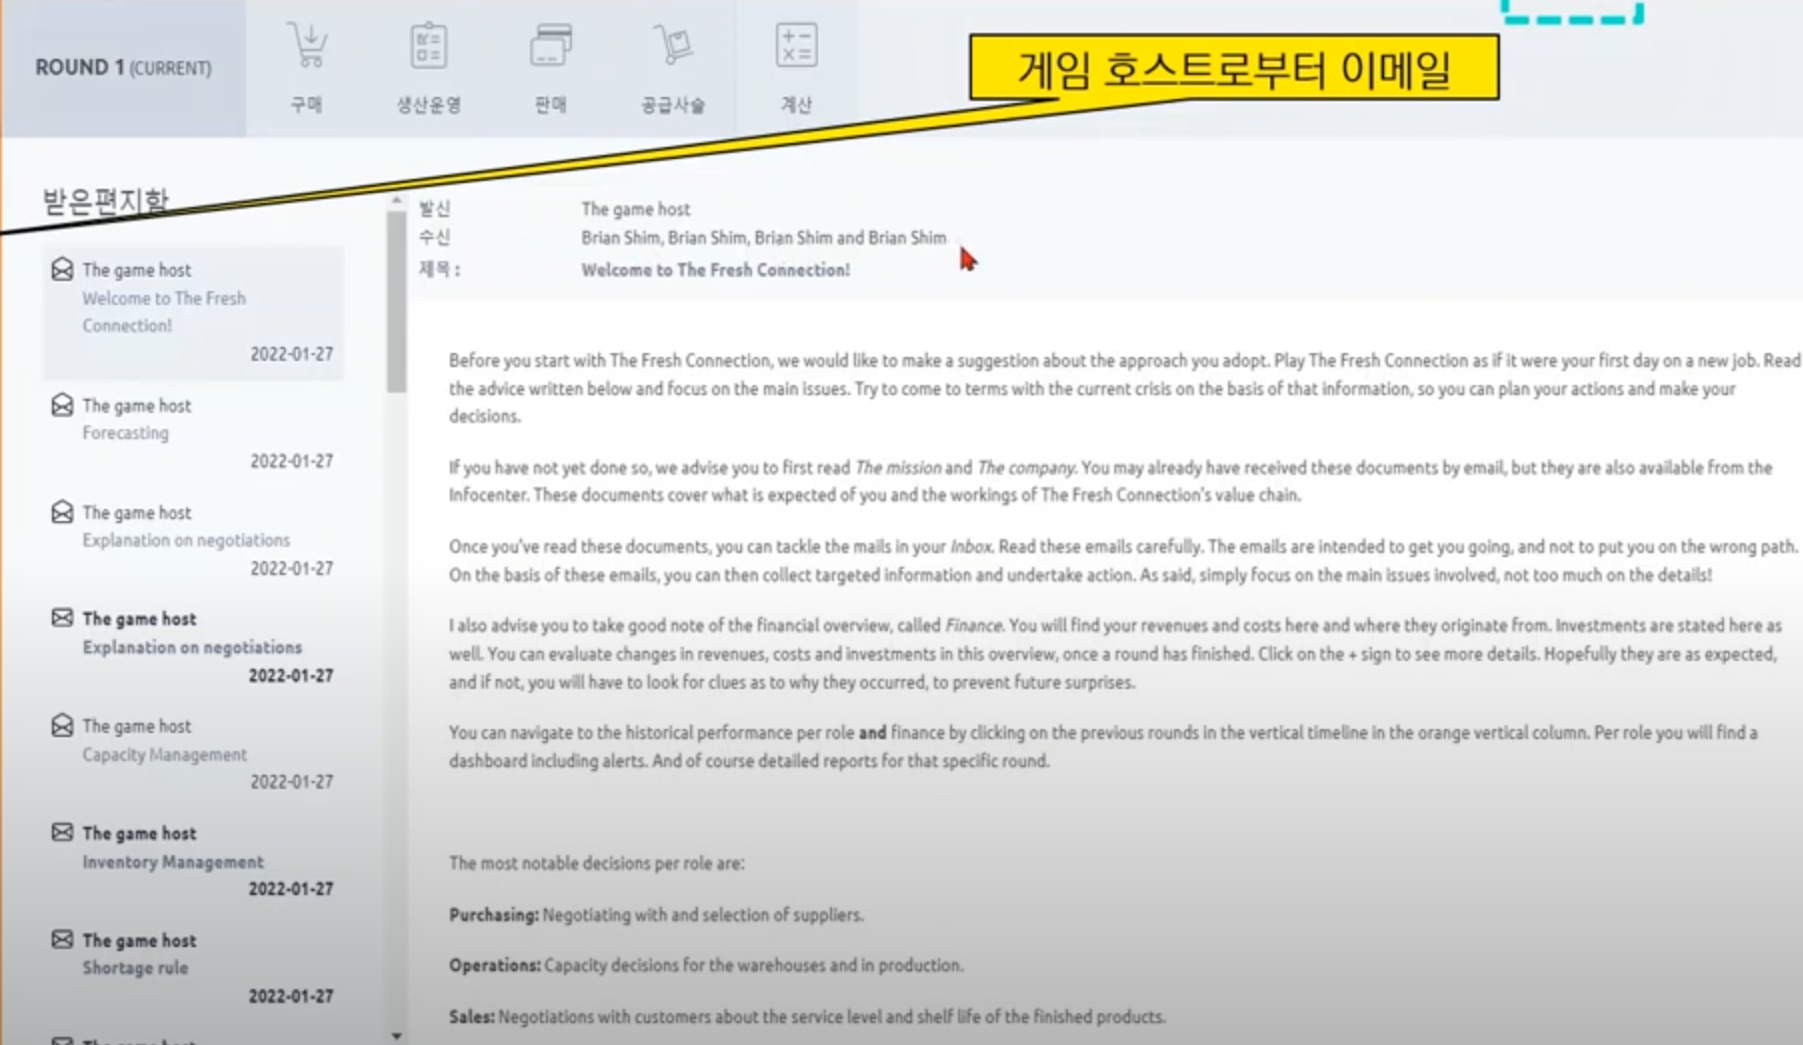 게임 호스트로부터 이메일
ROUND 1 (CURRENT)
구매
생산운영
판매
공급사슬
계산
받은편지함
The game host
Welcome to The Fresh
Connection!
2022-01-27
The game host
Forecasting
2022-01-27
The game host
Explanation on negotiations
2022-01-27
The game host
Explanation on negotiations
2022-01-27
The game host
Capacity Management
2022-01-27
The game host
Inventory Management
2022-01-27
The game host
Shortage rule
2022-01-27
The game host
발신 The game host
수신 Brian Shim, Brian Shim, Brian Shim and Brian Shim
제목 : Welcome to The Fresh Connection!
Before you start with The Fresh Connection, we would like to make a suggestion about the approach you adopt. Play The Fresh Connection as if it were your first day on a new job. Read
the advice written below and focus on the main issues. Try to come to terms with the current crisis on the basis of that information, so you can plan your actions and make your
decisions.
If you have not yet done so, we advise you to first read The mission and The company. You may already have received these documents by email, but they are also available from the
Infocenter. These documents cover what is expected of you and the workings of The Fresh Connection's value chain.
Once you've read these documents, you can tackle the mails in your Inbox. Read these emails carefully. The emails are intended to get you going, and not to put you on the wrong path.
On the basis of these emails, you can then collect targeted information and undertake action. As said, simply focus on the main issues involved, not too much on the details!
I also advise you to take good note of the financial overview, called Finance. You will find your revenues and costs here and where they originate from. Investments are stated here as
well. You can evaluate changes in revenues, costs and investments in this overview, once a round has finished. Click on the + sign to see more details. Hopefully they are as expected,
and if not, you will have to look for clues as to why they occurred, to prevent future surprises.
You can navigate to the historical performance per role and finance by clicking on the previous rounds in the vertical timeline in the orange vertical column. Per role you will find a
dashboard including alerts. And of course detailed reports for that specific round.
The most notable decisions per role are:
Purchasing: Negotiating with and selection of suppliers.
Operations: Capacity decisions for the warehouses and in production.
Sales: Negotiations with customers about the service level and shelf life of the finished products.